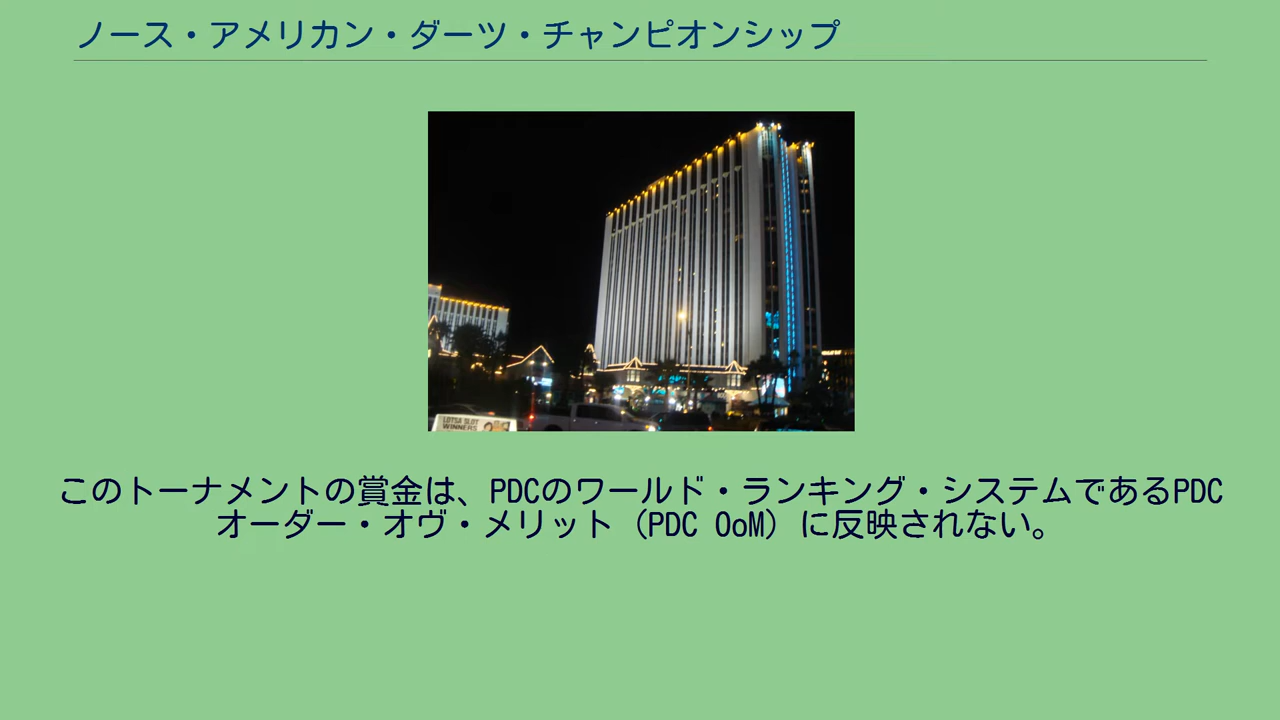 ノース・アメリカン・ダーツ・チャンピオンシップ
LOTSA SLOT
WINNERS
このトーナメントの賞金は、PDCのワールド・ランキング・システムであるPDC
オーダー・オヴ・メリット（PDC OoM）に反映されない。